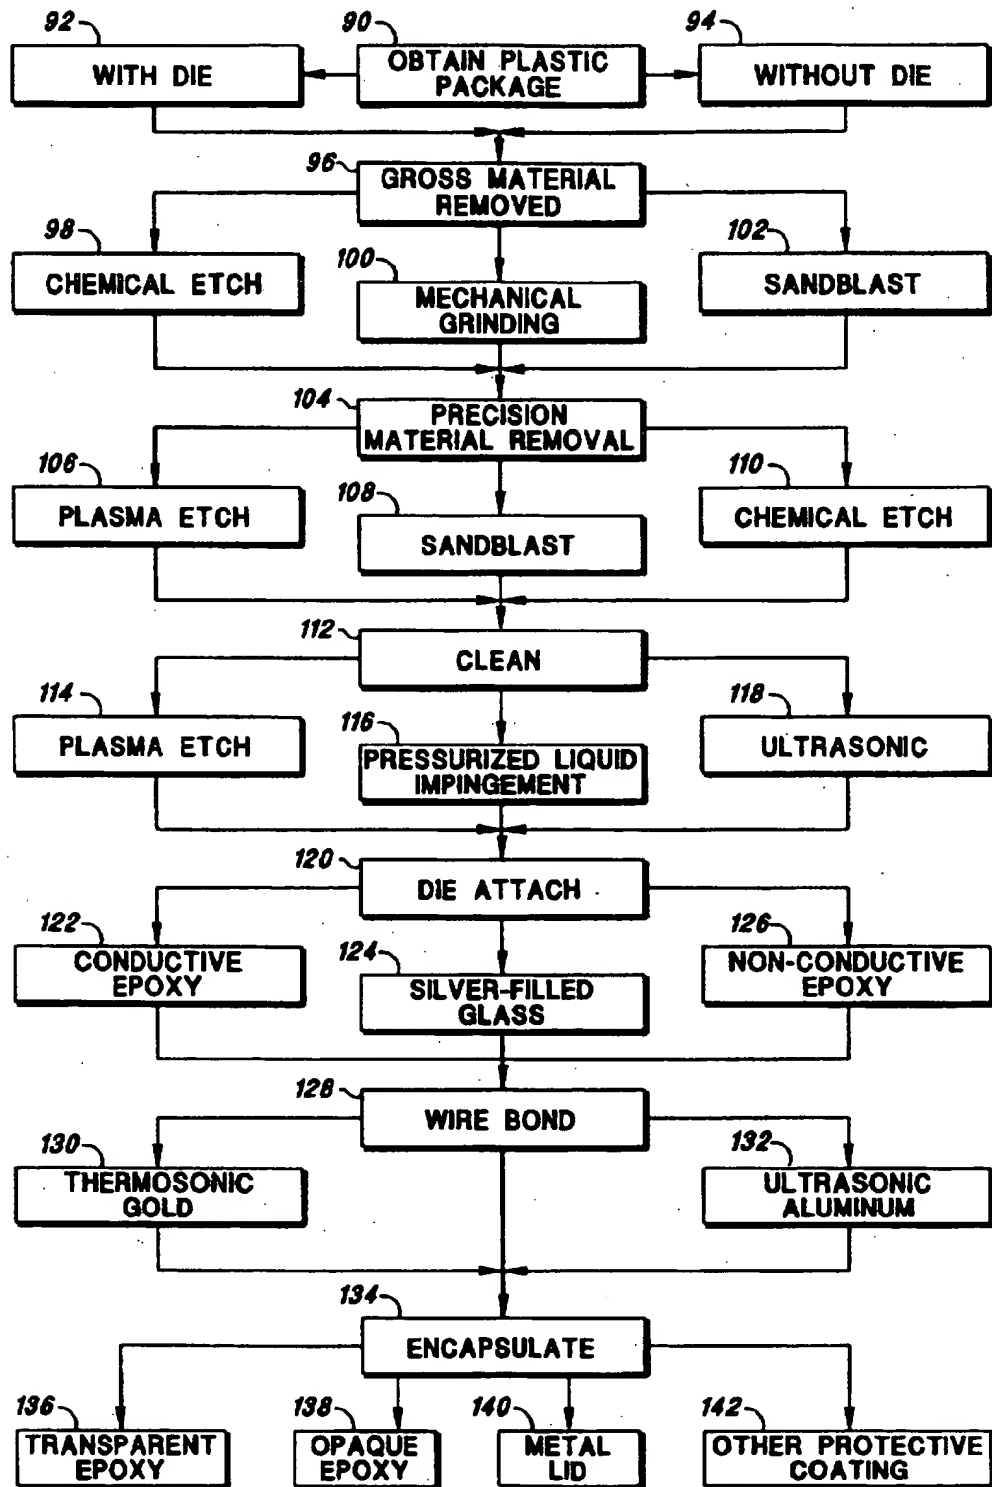 92
90
94
WITH DIE
OBTAIN PLASTIC
PACKAGE
WITHOUT DIE
96
GROSS MATERIAL
REMOVED
98
100
102
CHEMICAL ETCH
MECHANICAL
GRINDING
SANDBLAST
104
PRECISION
MATERIAL REMOVAL
106
108
110
PLASMA ETCH
SANDBLAST
CHEMICAL ETCH
112
CLEAN
114
116
118
PLASMA ETCH
PRESSURIZED LIQUID
IMPINGEMENT
ULTRASONIC
120
DIE ATTACH
122
124
126
CONDUCTIVE
EPOXY
SILVER-FILLED
GLASS
NON-CONDUCTIVE
EPOXY
128
WIRE BOND
130
132
THERMOSONIC
GOLD
ULTRASONIC
ALUMINUM
134
ENCAPSULATE
136
138
140
142
TRANSPARENT
EPOXY
OPAQUE
EPOXY
METAL
LID
OTHER PROTECTIVE
COATING